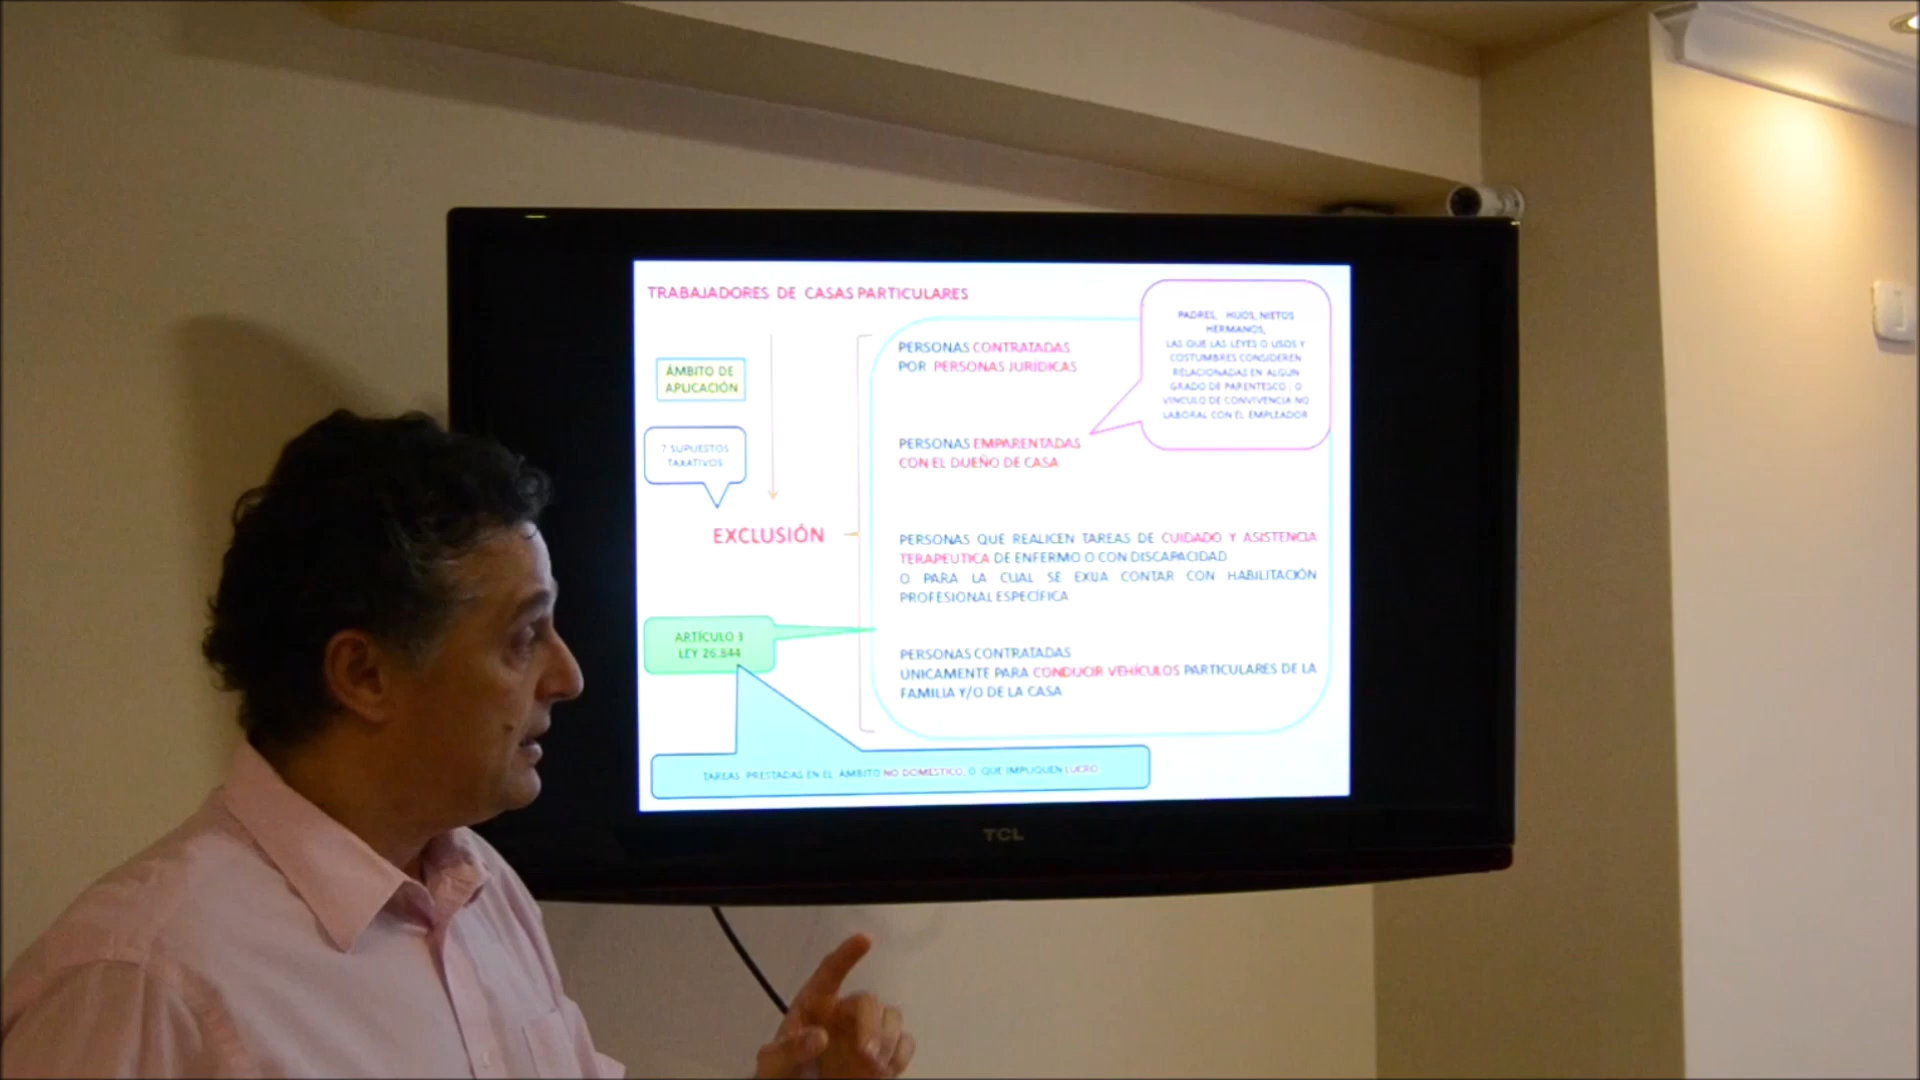 TRABAJADORES DE CASAS PARTICULARES
ÁMBITO DE
APLICACIÓN
7 SUPUESTOS
TAXATIVOS
EXCLUSIÓN
ARTÍCULO 3
LEY 26.844
PERSONAS CONTRATADAS
POR PERSONAS JURÍDICAS
PADRES, HIJOS, NIETOS
HERMANOS,
LAS QUE LAS LEYES O USOS Y
COSTUMBRES CONSIDEREN
RELACIONADAS EN ALGUN
GRADO DE PARENTESCO ; O
VINCULO DE CONVIVENCIA NO
LABORAL CON EL EMPLEADOR
PERSONAS EMPARENTADAS
CON EL DUEÑO DE CASA
PERSONAS QUE REALICEN TAREAS DE CUIDADO Y ASISTENCIA
TERAPEUTICA DE ENFERMO O CON DISCAPACIDAD
O PARA LA CUAL SE EXIJA CONTAR CON HABILITACIÓN
PROFESIONAL ESPECÍFICA
PERSONAS CONTRATADAS
ÚNICAMENTE PARA CONDUCIR VEHÍCULOS PARTICULARES DE LA
FAMILIA Y/O DE LA CASA
TAREAS PRESTADAS EN EL ÁMBITO NO DOMESTICO, O QUE IMPLIQUEN LUCRO
TCL